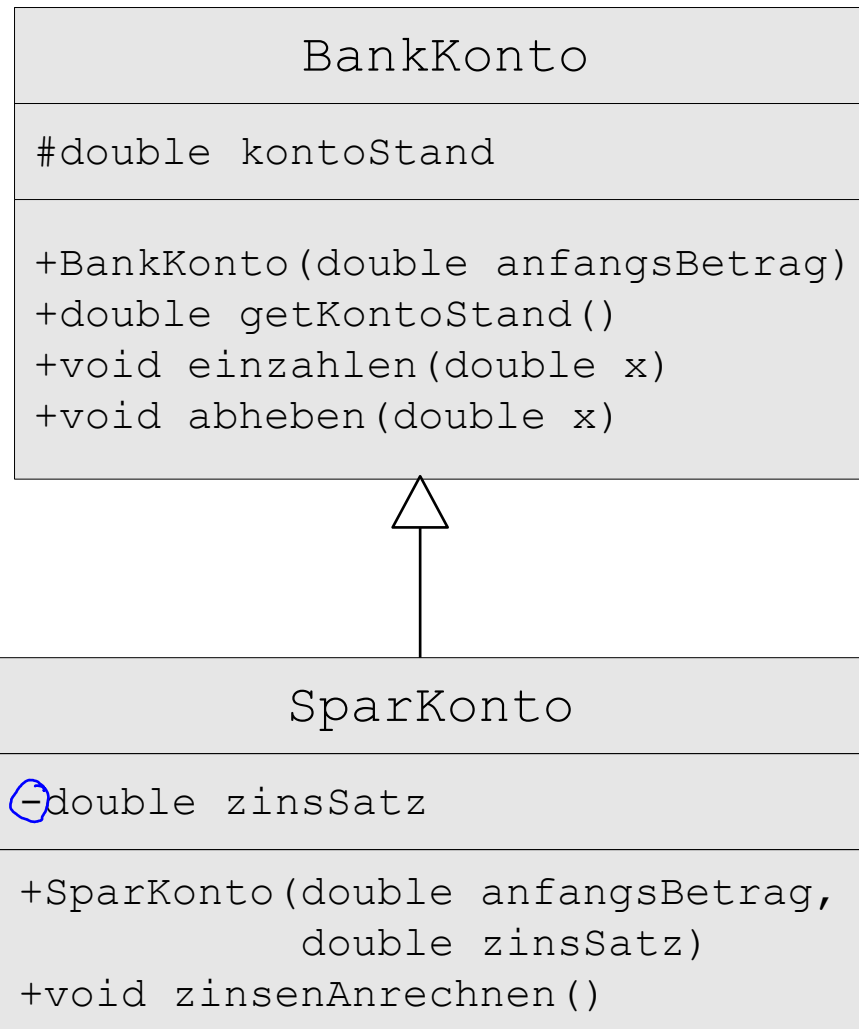 BankKonto
#double kontoStand
+BankKonto(double anfangsBetrag)
+double getKontoStand()
+void einzahlen(double x)
+void abheben(double x)
SparKonto
-double zinsSatz
+SparKonto(double anfangsBetrag,
double zinsSatz)
+void zinsenAnrechnen()